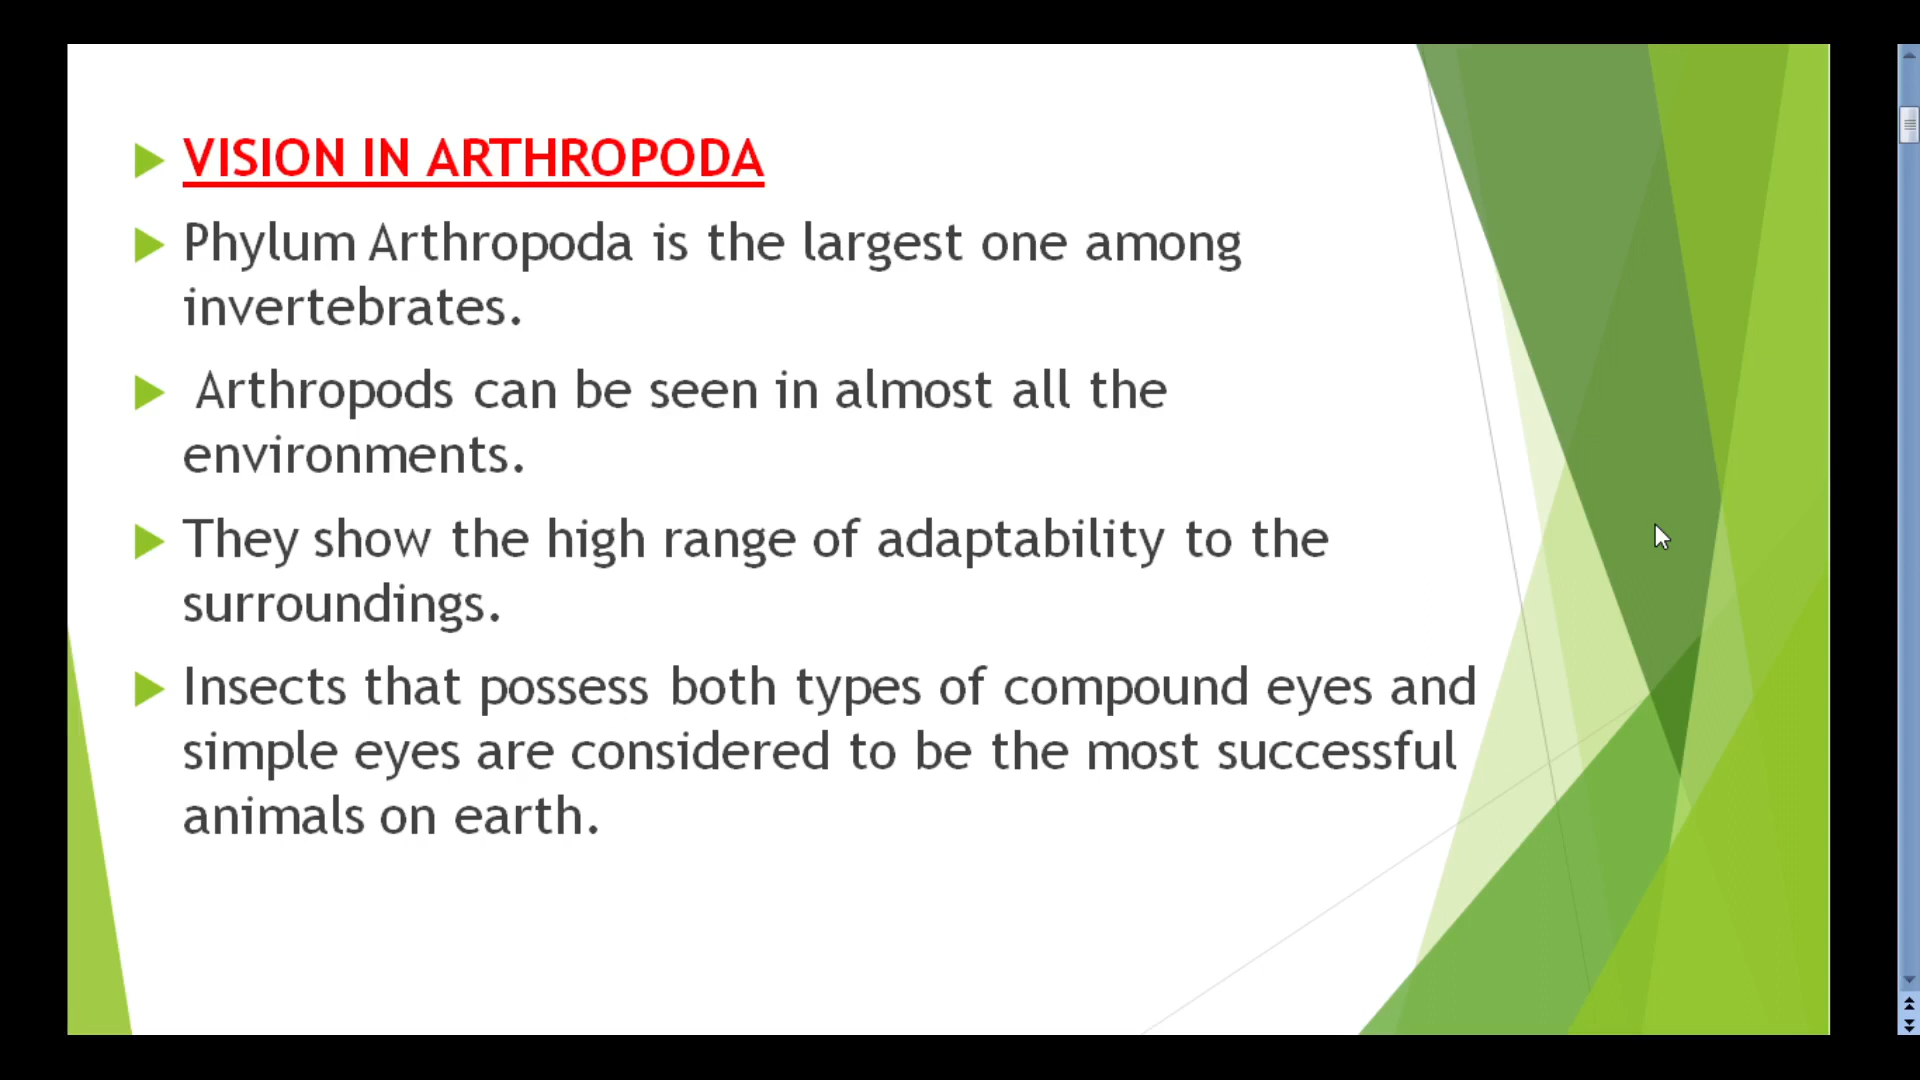 VISION IN ARTHROPODA
Phylum Arthropoda is the largest one among
invertebrates.
Arthropods can be seen in almost all the
environments.
They show the high range of adaptability to the
surroundings.
Insects that possess both types of compound eyes and
simple eyes are considered to be the most successful
animals on earth.